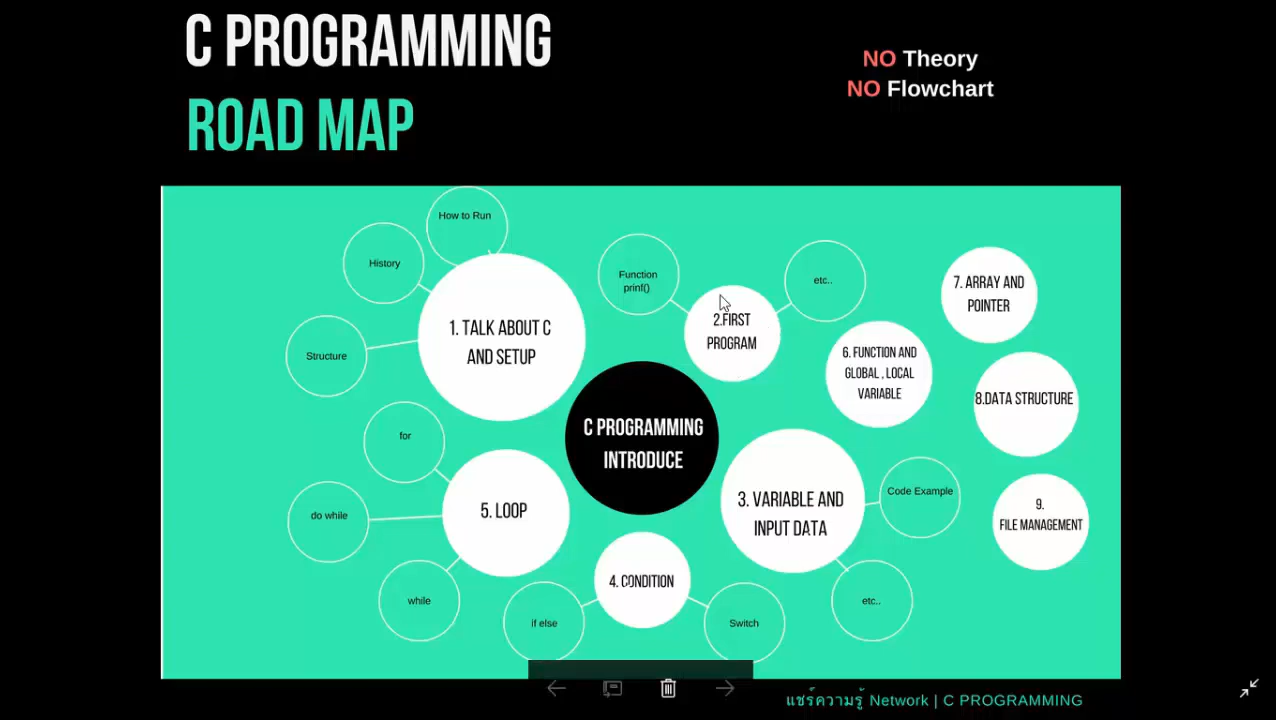 C PROGRAMMING
ROAD MAP
NO Theory
NO Flowchart
How to Run
History
Structure
1. TALK ABOUT C
AND SETUP
Function
prinf()
2.FIRST
PROGRAM
etc..
7. ARRAY AND
POINTER
6. FUNCTION AND
GLOBAL , LOCAL
VARIABLE
8.DATA STRUCTURE
C PROGRAMMING
INTRODUCE
for
do while
while
5. LOOP
3. VARIABLE AND
INPUT DATA
Code Example
etc..
9.
FILE MANAGEMENT
4. CONDITION
If else
Switch
แชร์ความรู้ Network | C PROGRAMMING